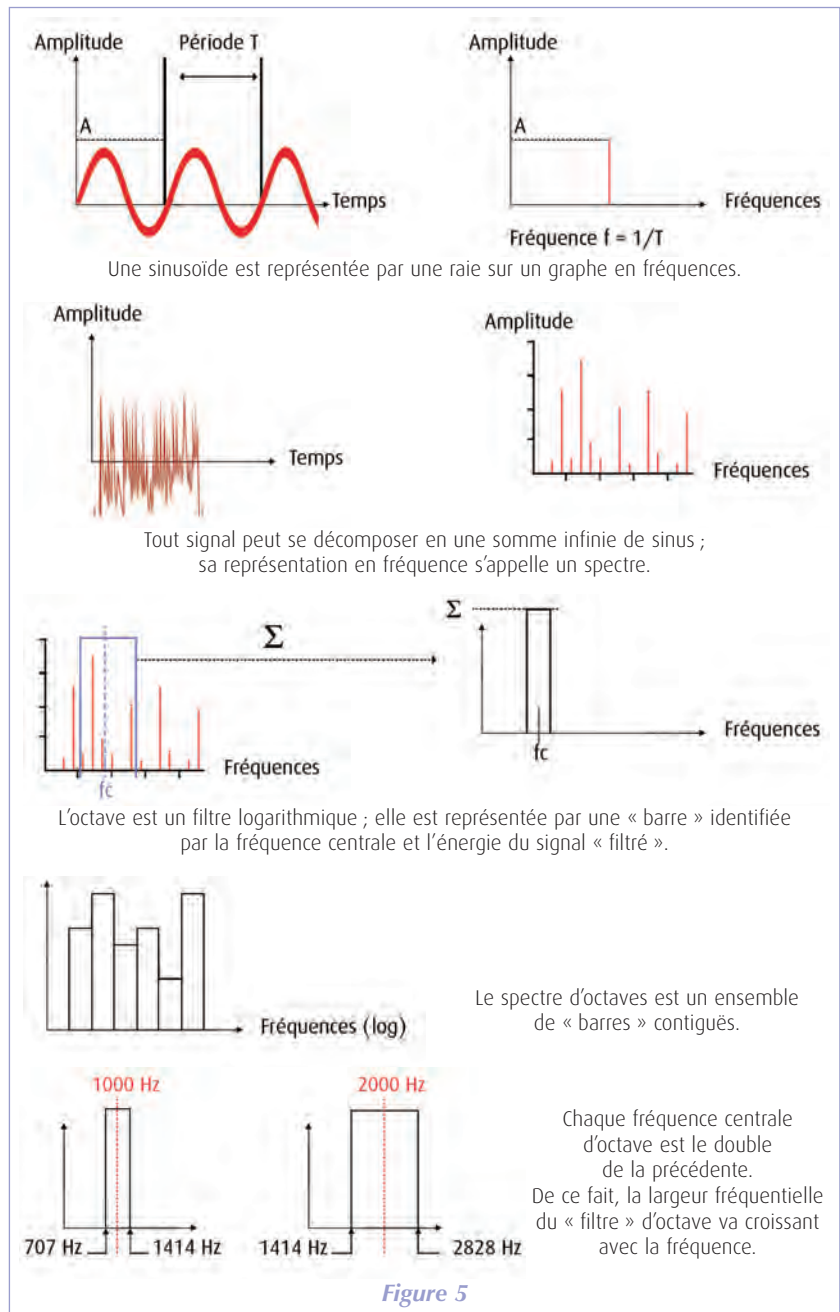 Amplitude
Période T
A
Temps
Amplitude
A
Fréquences
Fréquence f = 1/T
Une sinusoïde est représentée par une raie sur un graphe en fréquences.
Amplitude
Temps
Amplitude
Fréquences
Tout signal peut se décomposer en une somme infinie de sinus ;
sa représentation en fréquence s'appelle un spectre.
Σ
fc
Fréquences
Σ
fc
Fréquences
L'octave est un filtre logarithmique ; elle est représentée par une « barre » identifiée
par la fréquence centrale et l'énergie du signal « filtré ».
Fréquences (log)
Le spectre d'octaves est un ensemble
de « barres » contiguës.
1000 Hz
707 Hz
1414 Hz
2000 Hz
1414 Hz
2828 Hz
Chaque fréquence centrale
d'octave est le double
de la précédente.
De ce fait, la largeur fréquentielle
du « filtre » d'octave va croissant
avec la fréquence.
Figure 5